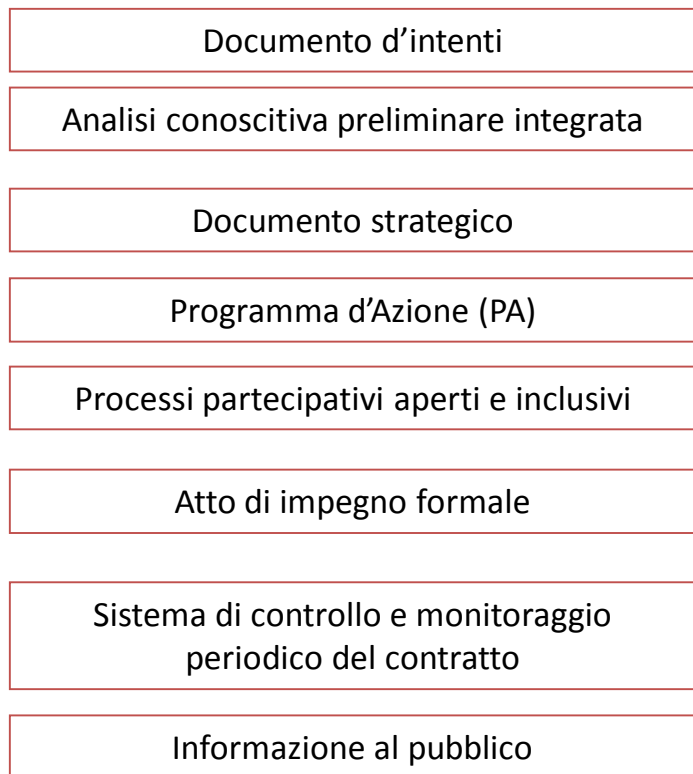 Documento d’intenti
Analisi conoscitiva preliminare integrata
Documento strategico
Programma d’Azione (PA)
Processi partecipativi aperti e inclusivi
Atto di impegno formale
Sistema di controllo e monitoraggio
periodico del contratto
Informazione al pubblico